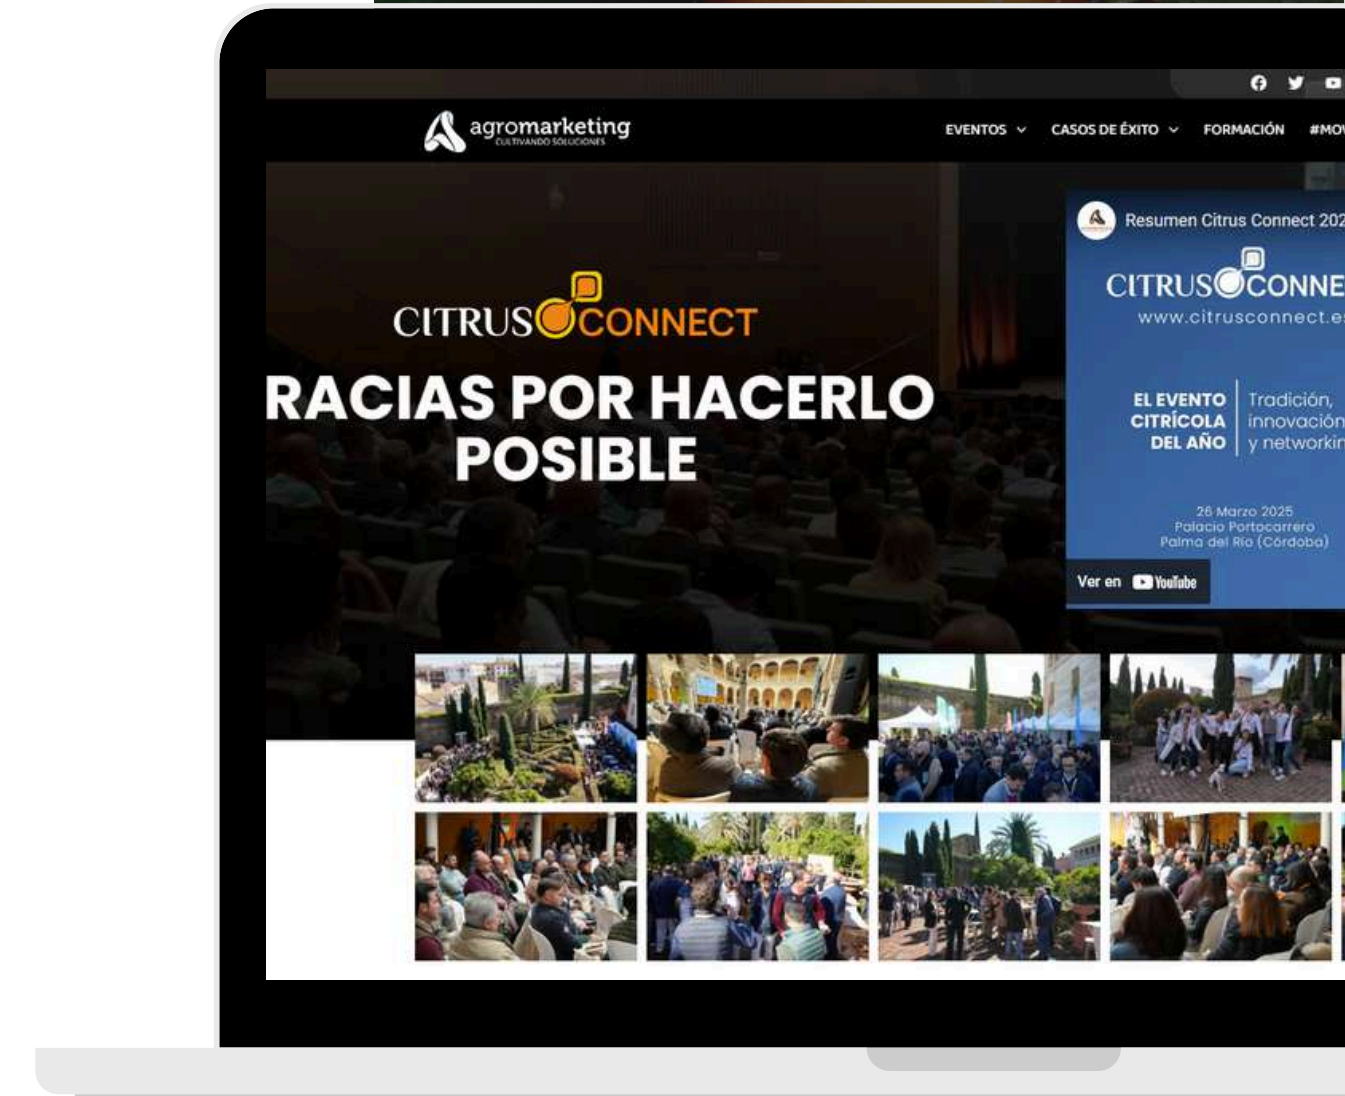 agromarketing
CULTIVANDO SOLUCIONES
EVENTOS
CASOS DE ÉXITO
FORMACIÓN
#MOV
CITRUS CONNECT
RACIAS POR HACERLO
POSIBLE
Resumen Citrus Connect 202
CITRUS CONNE
www.citrusconnect.es
EL EVENTO
CITRÍCOLA
DEL AÑO
Tradición,
innovación
y networkin
26 Marzo 2025
Palacio Portocarrero
Palma del Río (Córdoba)
Ver en YouTube